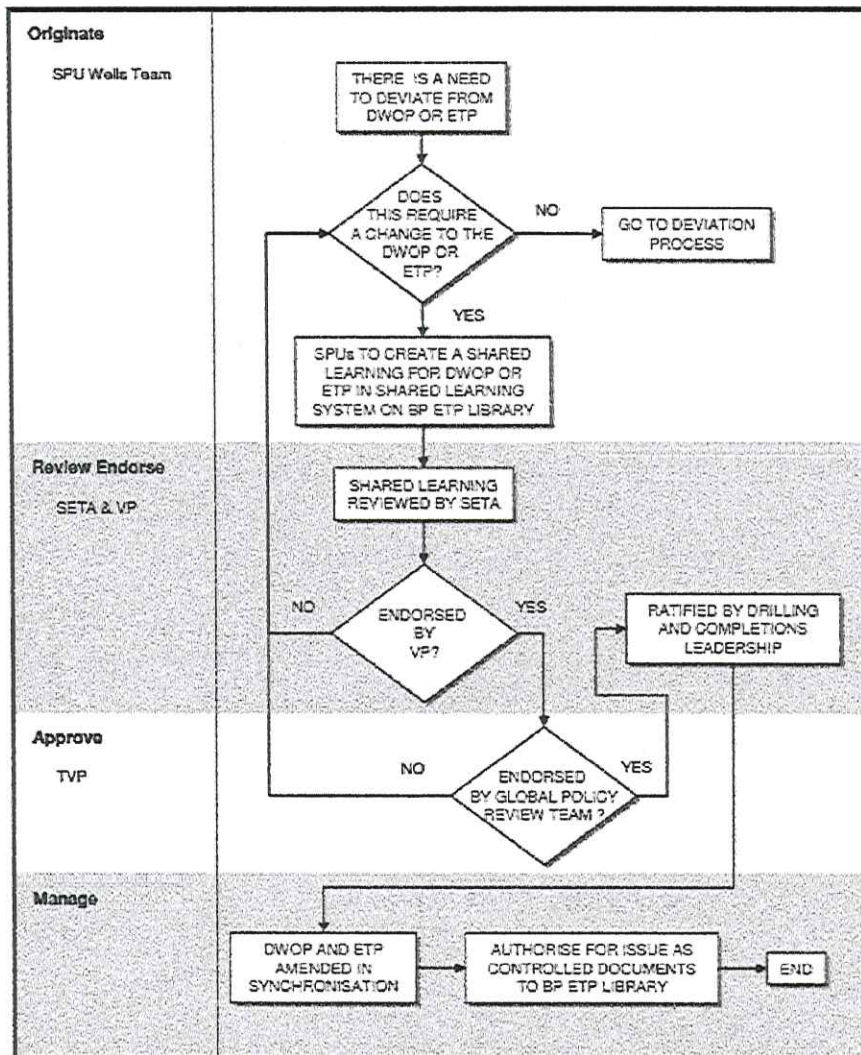 Originate
SPU Wells Team
THERE IS A NEED
TO DEVIATE FROM
DWOP OR ETP
DOES
THIS REQUIRE
A CHANGE TO THE
DWOP OR
ETP?
NO
GO TO DEVIATION
PROCESS
YES
SPUs TO CREATE A SHARED
LEARNING FOR DWOP OR
ETP IN SHARED LEARNING
SYSTEM ON BP ETP LIBRARY
Review Endorse
SETA & VP
SHARED LEARNING
REVIEWED BY SETA
NO
ENDORSED
BY
VP?
YES
RATIFIED BY DRILLING
AND COMPLETIONS
LEADERSHIP
Approve
TVP
NO
ENDORSED
BY GLOBAL POLICY
REVIEW TEAM ?
YES
Manage
DWOP AND ETP
AMENDED IN
SYNCHRONISATION
AUTHORISE FOR ISSUE AS
CONTROLLED DOCUMENTS
TO BP ETP LIBRARY
END